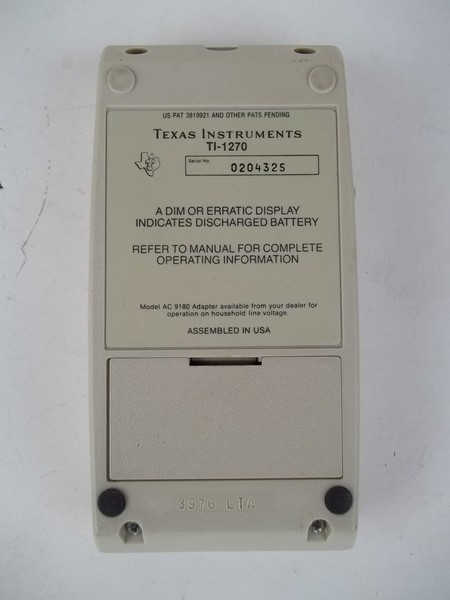 US PAT 3819921 AND OTHER PATS PENDING
TEXAS INSTRUMENTS
TI-1270
Serial No.
0204325
A DIM OR ERRATIC DISPLAY
INDICATES DISCHARGED BATTERY
REFER TO MANUAL FOR COMPLETE
OPERATING INFORMATION
Model AC 9180 Adapter available from your dealer for
operation on household line voltage.
ASSEMBLED IN USA
3976 LTA